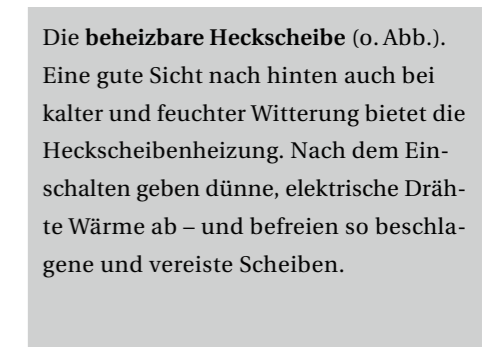 Die beheizbare Heckscheibe (o. Abb.).
Eine gute Sicht nach hinten auch bei
kalter und feuchter Witterung bietet die
Heckscheibenheizung. Nach dem Ein-
schalten geben dünne, elektrische Dräh-
te Wärme ab – und befreien so beschla-
gene und vereiste Scheiben.